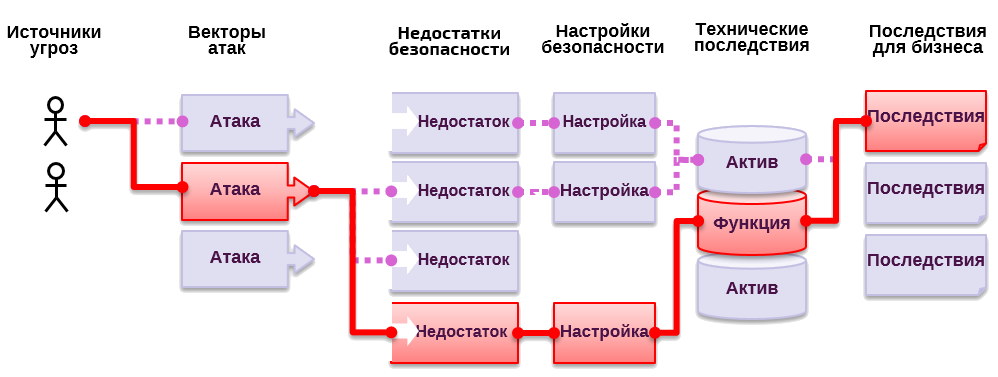 Источники
угроз
Векторы
атак
Недостатки
безопасности
Настройки
безопасности
Технические
последствия
Последствия
для бизнеса
Атака
Атака
Атака
Недостаток
Недостаток
Недостаток
Недостаток
Настройка
Настройка
Настройка
Актив
Функция
Актив
Последствия
Последствия
Последствия